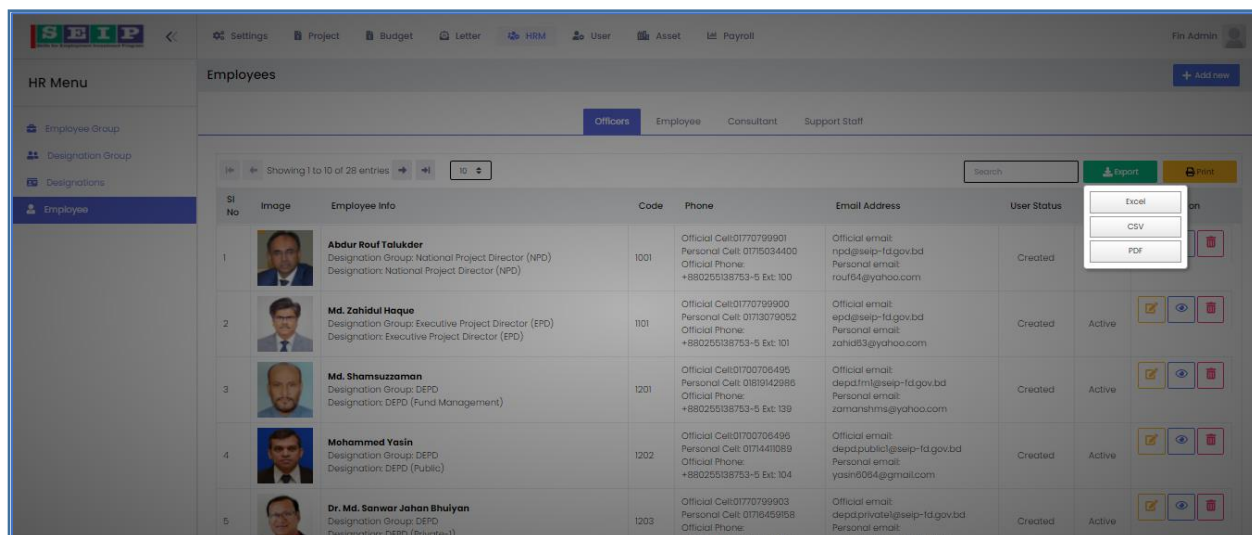 SEIP
Skills for Employment Investment Program
Settings Project Budget Letter HRM User Asset Payroll Fin Admin
HR Menu
Employees
+ Add new
Employee Group
Designation Group
Designations
Employee
Officers Employee Consultant Support Staff
Showing 1 to 10 of 28 entries 10 Search Export Print
Excel
CSV
PDF
SI No Image Employee Info Code Phone Email Address User Status
1
Abdur Rouf Talukder
Designation Group: National Project Director (NPD)
Designation: National Project Director (NPD)
1001
Official Cell:01770799901
Personal Cell: 01715034400
Official Phone:
+880255138753-5 Ext: 100
Official email:
npd@seip-fd.gov.bd
Personal email:
rouf64@yahoo.com
Created
2
Md. Zahidul Haque
Designation Group: Executive Project Director (EPD)
Designation: Executive Project Director (EPD)
1101
Official Cell:01770799900
Personal Cell: 01713079052
Official Phone:
+880255138753-5 Ext: 101
Official email:
epd@seip-fd.gov.bd
Personal email:
zahid63@yahoo.com
Created
Active
3
Md. Shamsuzzaman
Designation Group: DEPD
Designation: DEPD (Fund Management)
1201
Official Cell:01700706495
Personal Cell: 01819142986
Official Phone:
+880255138753-5 Ext: 139
Official email:
depd.fm1@seip-fd.gov.bd
Personal email:
zamanshms@yahoo.com
Created
Active
4
Mohammed Yasin
Designation Group: DEPD
Designation: DEPD (Public)
1202
Official Cell:01700706496
Personal Cell: 01714411089
Official Phone:
+880255138753-5 Ext: 104
Official email:
depd.public1@seip-fd.gov.bd
Personal email:
yasin6064@gmail.com
Created
Active
5
Dr. Md. Sanwar Jahan Bhuiyan
Designation Group: DEPD
Designation: DEPD (Private-1)
1203
Official Cell:01770799903
Personal Cell: 01716459158
Official Phone:
Official email:
depd.private1@seip-fd.gov.bd
Personal email:
Created
Active